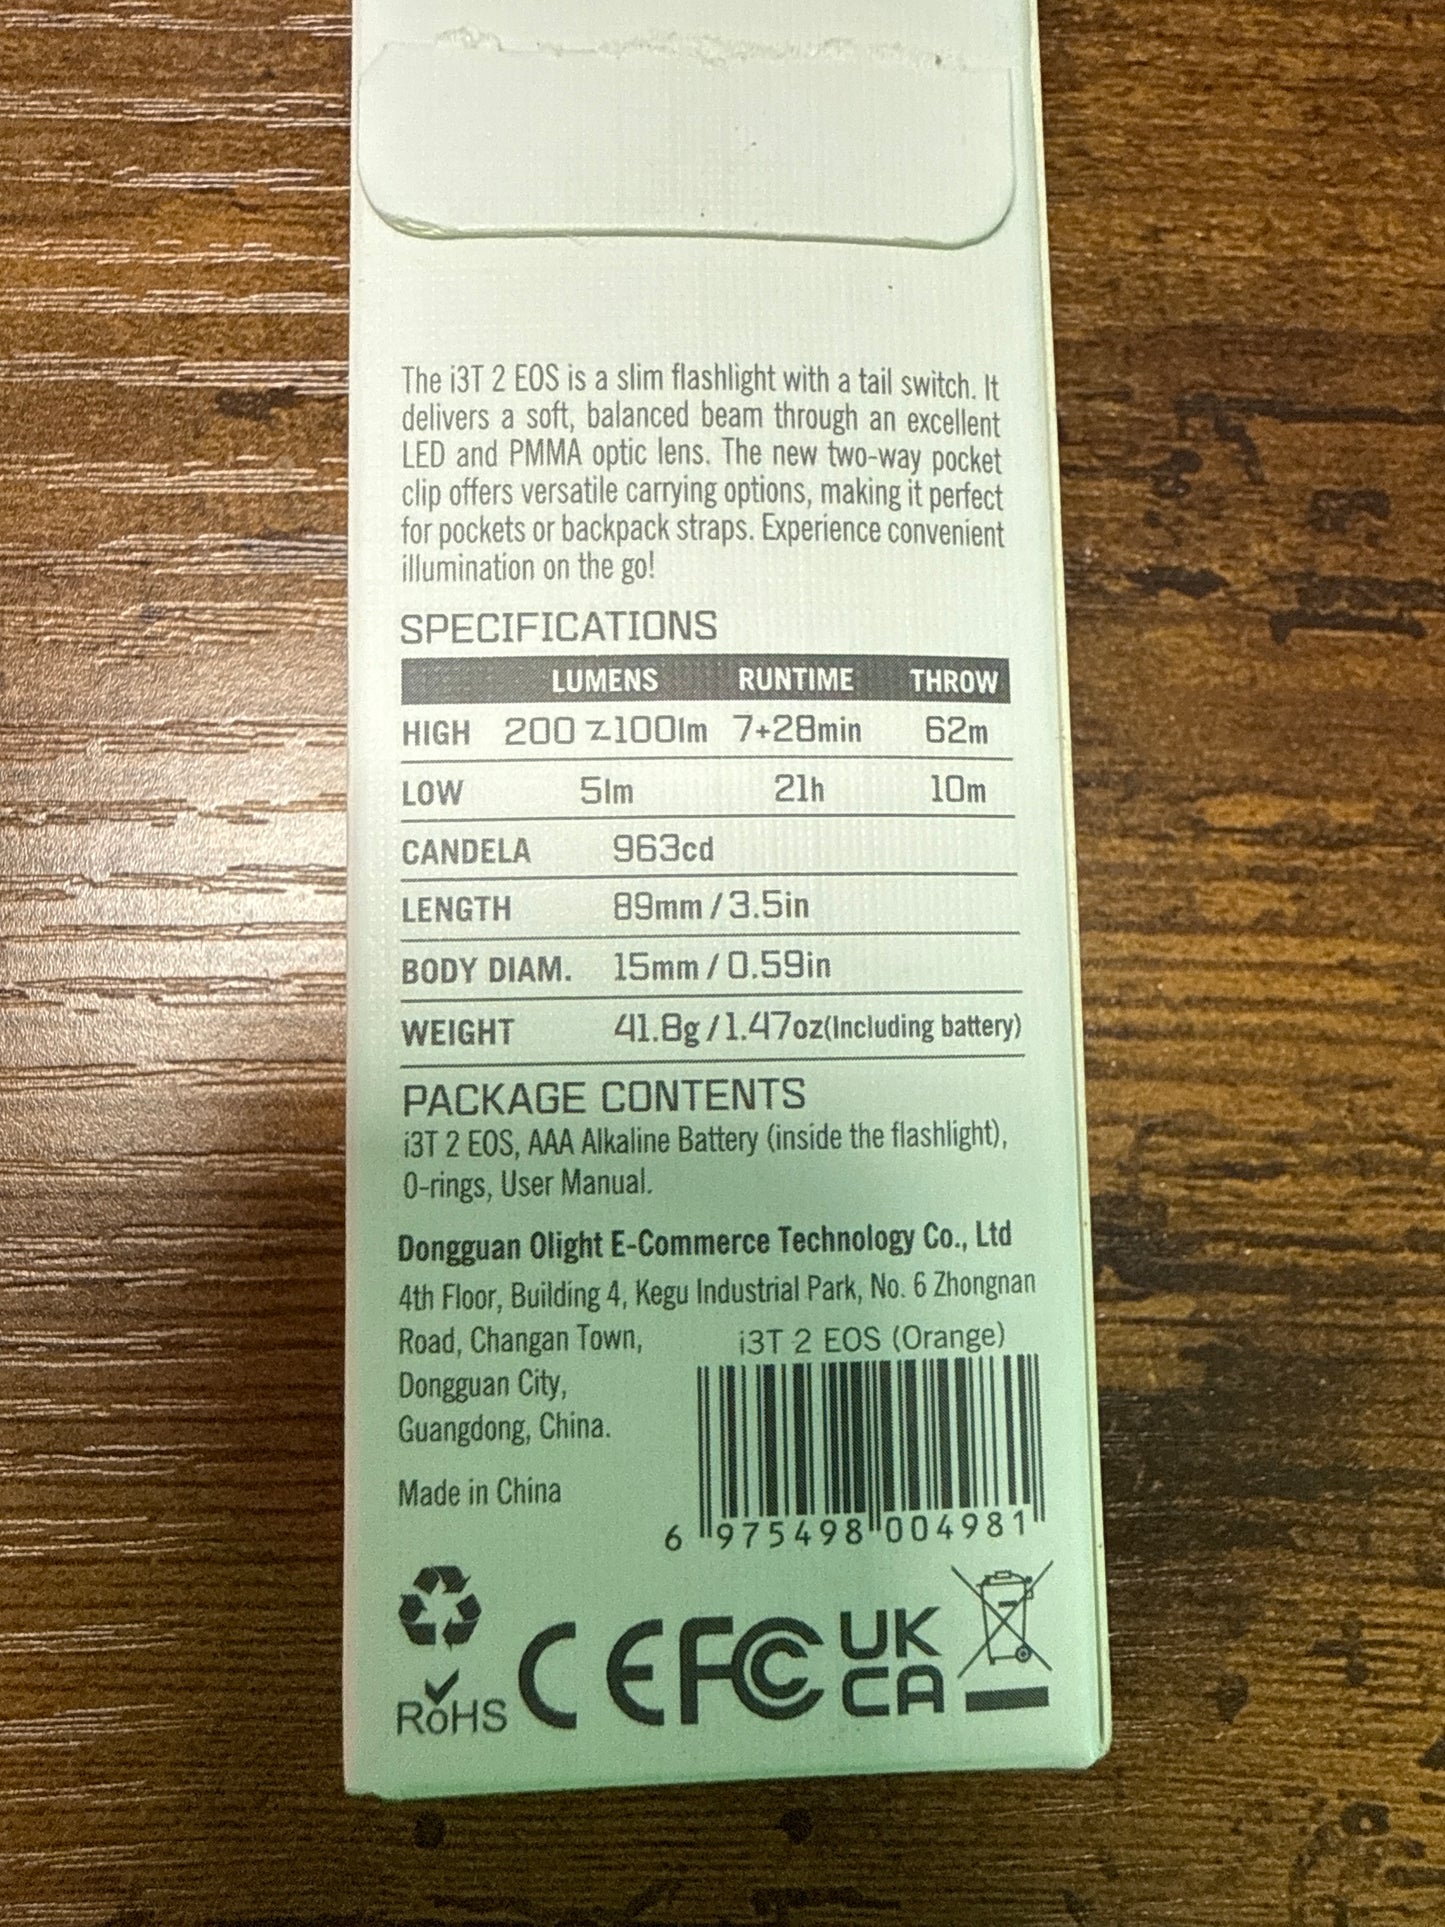 The i3T 2 EOS is a slim flashlight with a tail switch. It
delivers a soft, balanced beam through an excellent
LED and PMMA optic lens. The new two-way pocket
clip offers versatile carrying options, making it perfect
for pockets or backpack straps. Experience convenient
illumination on the go!
SPECIFICATIONS
LUMENS RUNTIME THROW
HIGH 200 ~ 100lm 7+28min 62m
LOW 5lm 21h 10m
CANDELA 963cd
LENGTH 89mm / 3.5in
BODY DIAM. 15mm / 0.59in
WEIGHT 41.8g / 1.47oz(Including battery)
PACKAGE CONTENTS
i3T 2 EOS, AAA Alkaline Battery (inside the flashlight),
O-rings, User Manual.
Dongguan Olight E-Commerce Technology Co., Ltd
4th Floor, Building 4, Kegu Industrial Park, No. 6 Zhongnan
Road, Changan Town,
Dongguan City,
Guangdong, China.
Made in China
i3T 2 EOS (Orange)
6 975498 004981
RoHS CE FC UK
CA